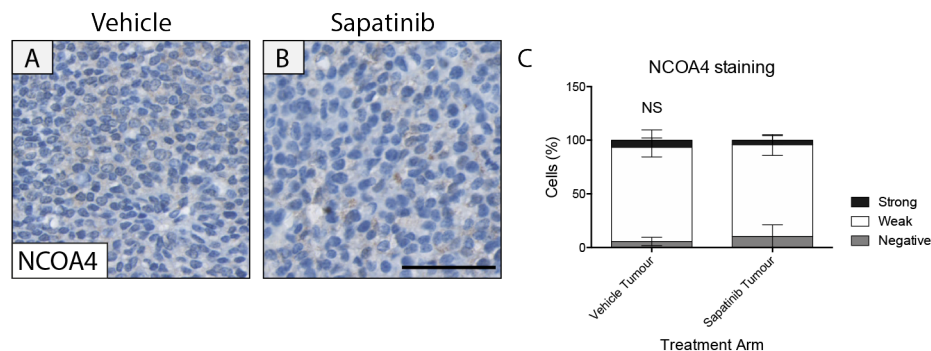 Vehicle
Sapatinib
A
B
NCOA4
C
NCOA4 staining
150
100
50
0
Cells (%)
NS
Vehicle Tumour
Sapatinib Tumour
Treatment Arm
Strong
Weak
Negative